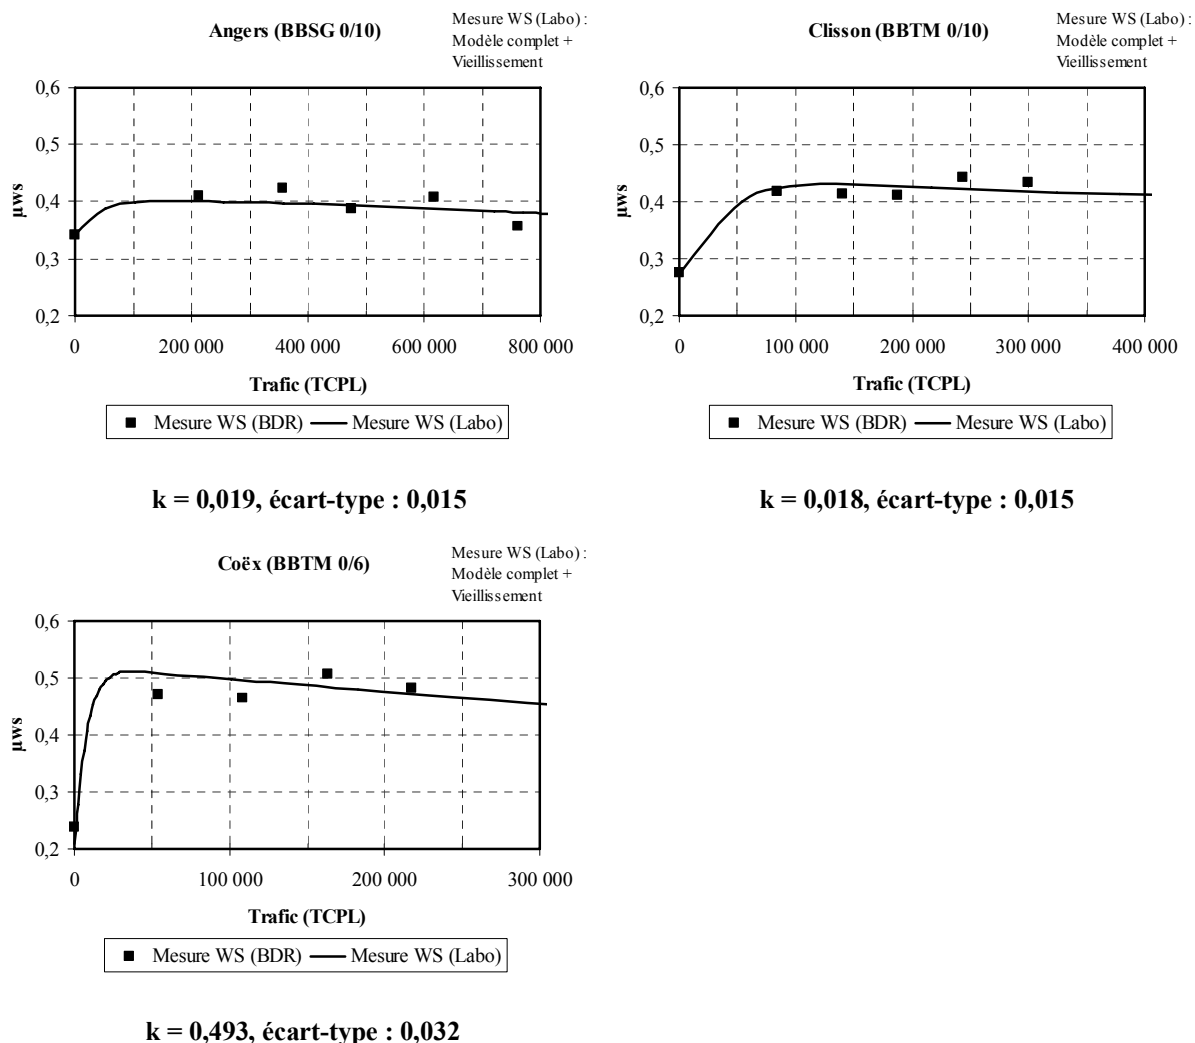 Angers (BBSG 0/10)
Mesure WS (Labo) :
Modèle complet +
Vieillissement
0,6
0,5
0,4
0,3
0,2
µws
0
200 000
400 000
600 000
800 000
Trafic (TCPL)
Mesure WS (BDR)
Mesure WS (Labo)
k = 0,019, écart-type : 0,015
Clisson (BBTM 0/10)
Mesure WS (Labo) :
Modèle complet +
Vieillissement
0,6
0,5
0,4
0,3
0,2
µws
0
100 000
200 000
300 000
400 000
Trafic (TCPL)
Mesure WS (BDR)
Mesure WS (Labo)
k = 0,018, écart-type : 0,015
Coëx (BBTM 0/6)
Mesure WS (Labo) :
Modèle complet +
Vieillissement
0,6
0,5
0,4
0,3
0,2
µws
0
100 000
200 000
300 000
Trafic (TCPL)
Mesure WS (BDR)
Mesure WS (Labo)
k = 0,493, écart-type : 0,032